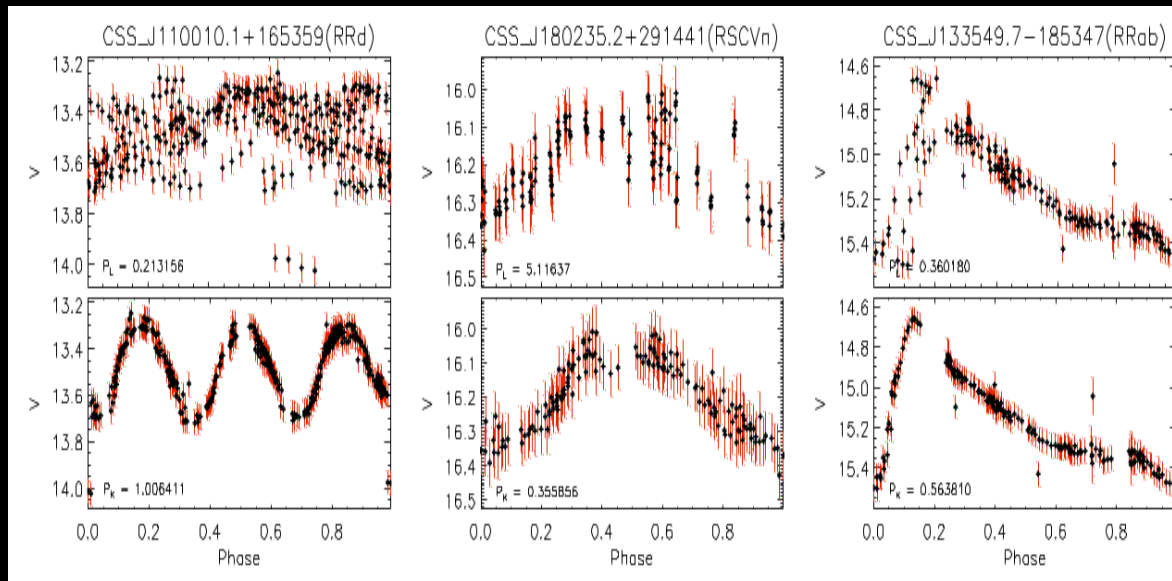 CSS_J110010.1+165359(RRd)
CSS_J180235.2+291441(RSCVn)
CSS_J133549.7-185347(RRab)
13.2
13.4
13.6
13.8
14.0
V
P_L = 0.213156
16.0
16.1
16.2
16.3
16.4
16.5
V
P_L = 5.11637
14.6
14.8
15.0
15.2
15.4
V
P_L = 0.360180
13.2
13.4
13.6
13.8
14.0
V
P_K = 1.006411
16.0
16.1
16.2
16.3
16.4
16.5
V
P_K = 0.355856
14.6
14.8
15.0
15.2
15.4
V
P_K = 0.563810
0.0 0.2 0.4 0.6 0.8
Phase
0.0 0.2 0.4 0.6 0.8
Phase
0.0 0.2 0.4 0.6 0.8
Phase